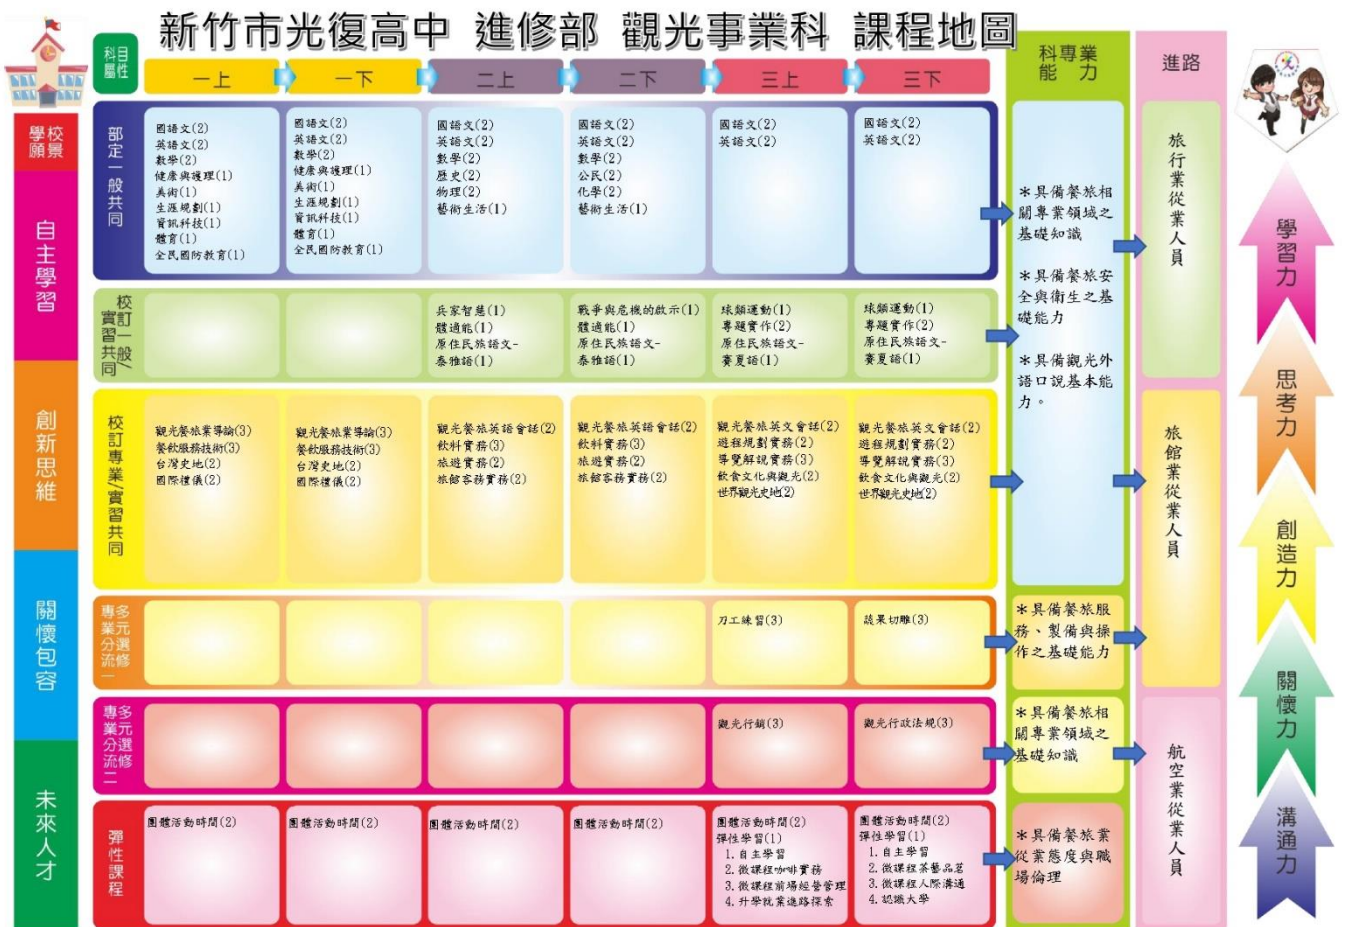 新竹市光復高中 進修部 觀光事業科 課程地圖
科目
屬性
一上
一下
二上
二下
三上
三下
科專業
能力
進路
學校
願景
自主學習
創新思維
關懷包容
未來人才
部定一般共同
國語文(2)
英語文(2)
數學(2)
健康與護理(1)
美術(1)
生涯規劃(1)
資訊科技(1)
體育(1)
全民國防教育(1)
國語文(2)
英語文(2)
數學(2)
健康與護理(1)
美術(1)
生涯規劃(1)
資訊科技(1)
體育(1)
全民國防教育(1)
國語文(2)
英語文(2)
數學(2)
歷史(2)
物理(2)
藝術生活(1)
國語文(2)
英語文(2)
數學(2)
公民(2)
化學(2)
藝術生活(1)
國語文(2)
英語文(2)
國語文(2)
英語文(2)
校訂一般/
實習共同
兵家智慧(1)
體適能(1)
原住民族語文-
泰雅語(1)
戰爭與危機的啟示(1)
體適能(1)
原住民族語文-
泰雅語(1)
球類運動(1)
專題實作(2)
原住民族語文-
賽夏語(1)
球類運動(1)
專題實作(2)
原住民族語文-
賽夏語(1)
校訂專業/實習共同
觀光餐旅業導論(3)
餐飲服務技術(3)
台灣史地(2)
國際禮儀(2)
觀光餐旅業導論(3)
餐飲服務技術(3)
台灣史地(2)
國際禮儀(2)
觀光餐旅英語會話(2)
飲料實務(3)
旅遊實務(2)
旅館客務實務(2)
觀光餐旅英語會話(2)
飲料實務(3)
旅遊實務(2)
旅館客務實務(2)
觀光餐旅英文會話(2)
遊程規劃實務(2)
導覽解說實務(3)
飲食文化與觀光(2)
世界觀光史地(2)
觀光餐旅英文會話(2)
遊程規劃實務(2)
導覽解說實務(3)
飲食文化與觀光(2)
世界觀光史地(2)
多元選修
專業分流一
刀工練習(3)
蔬果切雕(3)
多元選修
專業分流二
觀光行銷(3)
觀光行政法規(3)
彈性課程
團體活動時間(2)
團體活動時間(2)
團體活動時間(2)
團體活動時間(2)
團體活動時間(2)
彈性學習(1)
1.自主學習
2.微課程咖啡實務
3.微課程前場經營管理
4.升學就業進路探索
團體活動時間(2)
彈性學習(1)
1.自主學習
2.微課程茶藝品茗
3.微課程人際溝通
4.認識大學
＊具備餐旅相
關專業領域之
基礎知識
＊具備餐旅安
全與衛生之基
礎能力
＊具備觀光外
語口說基本能
力。
＊具備餐旅服
務、製備與操
作之基礎能力
＊具備餐旅相
關專業領域之
基礎知識
＊具備餐旅業
從業態度與職
場倫理
旅行業從業人員
旅館業從業人員
航空業從業人員
學習力
思考力
創造力
關懷力
溝通力